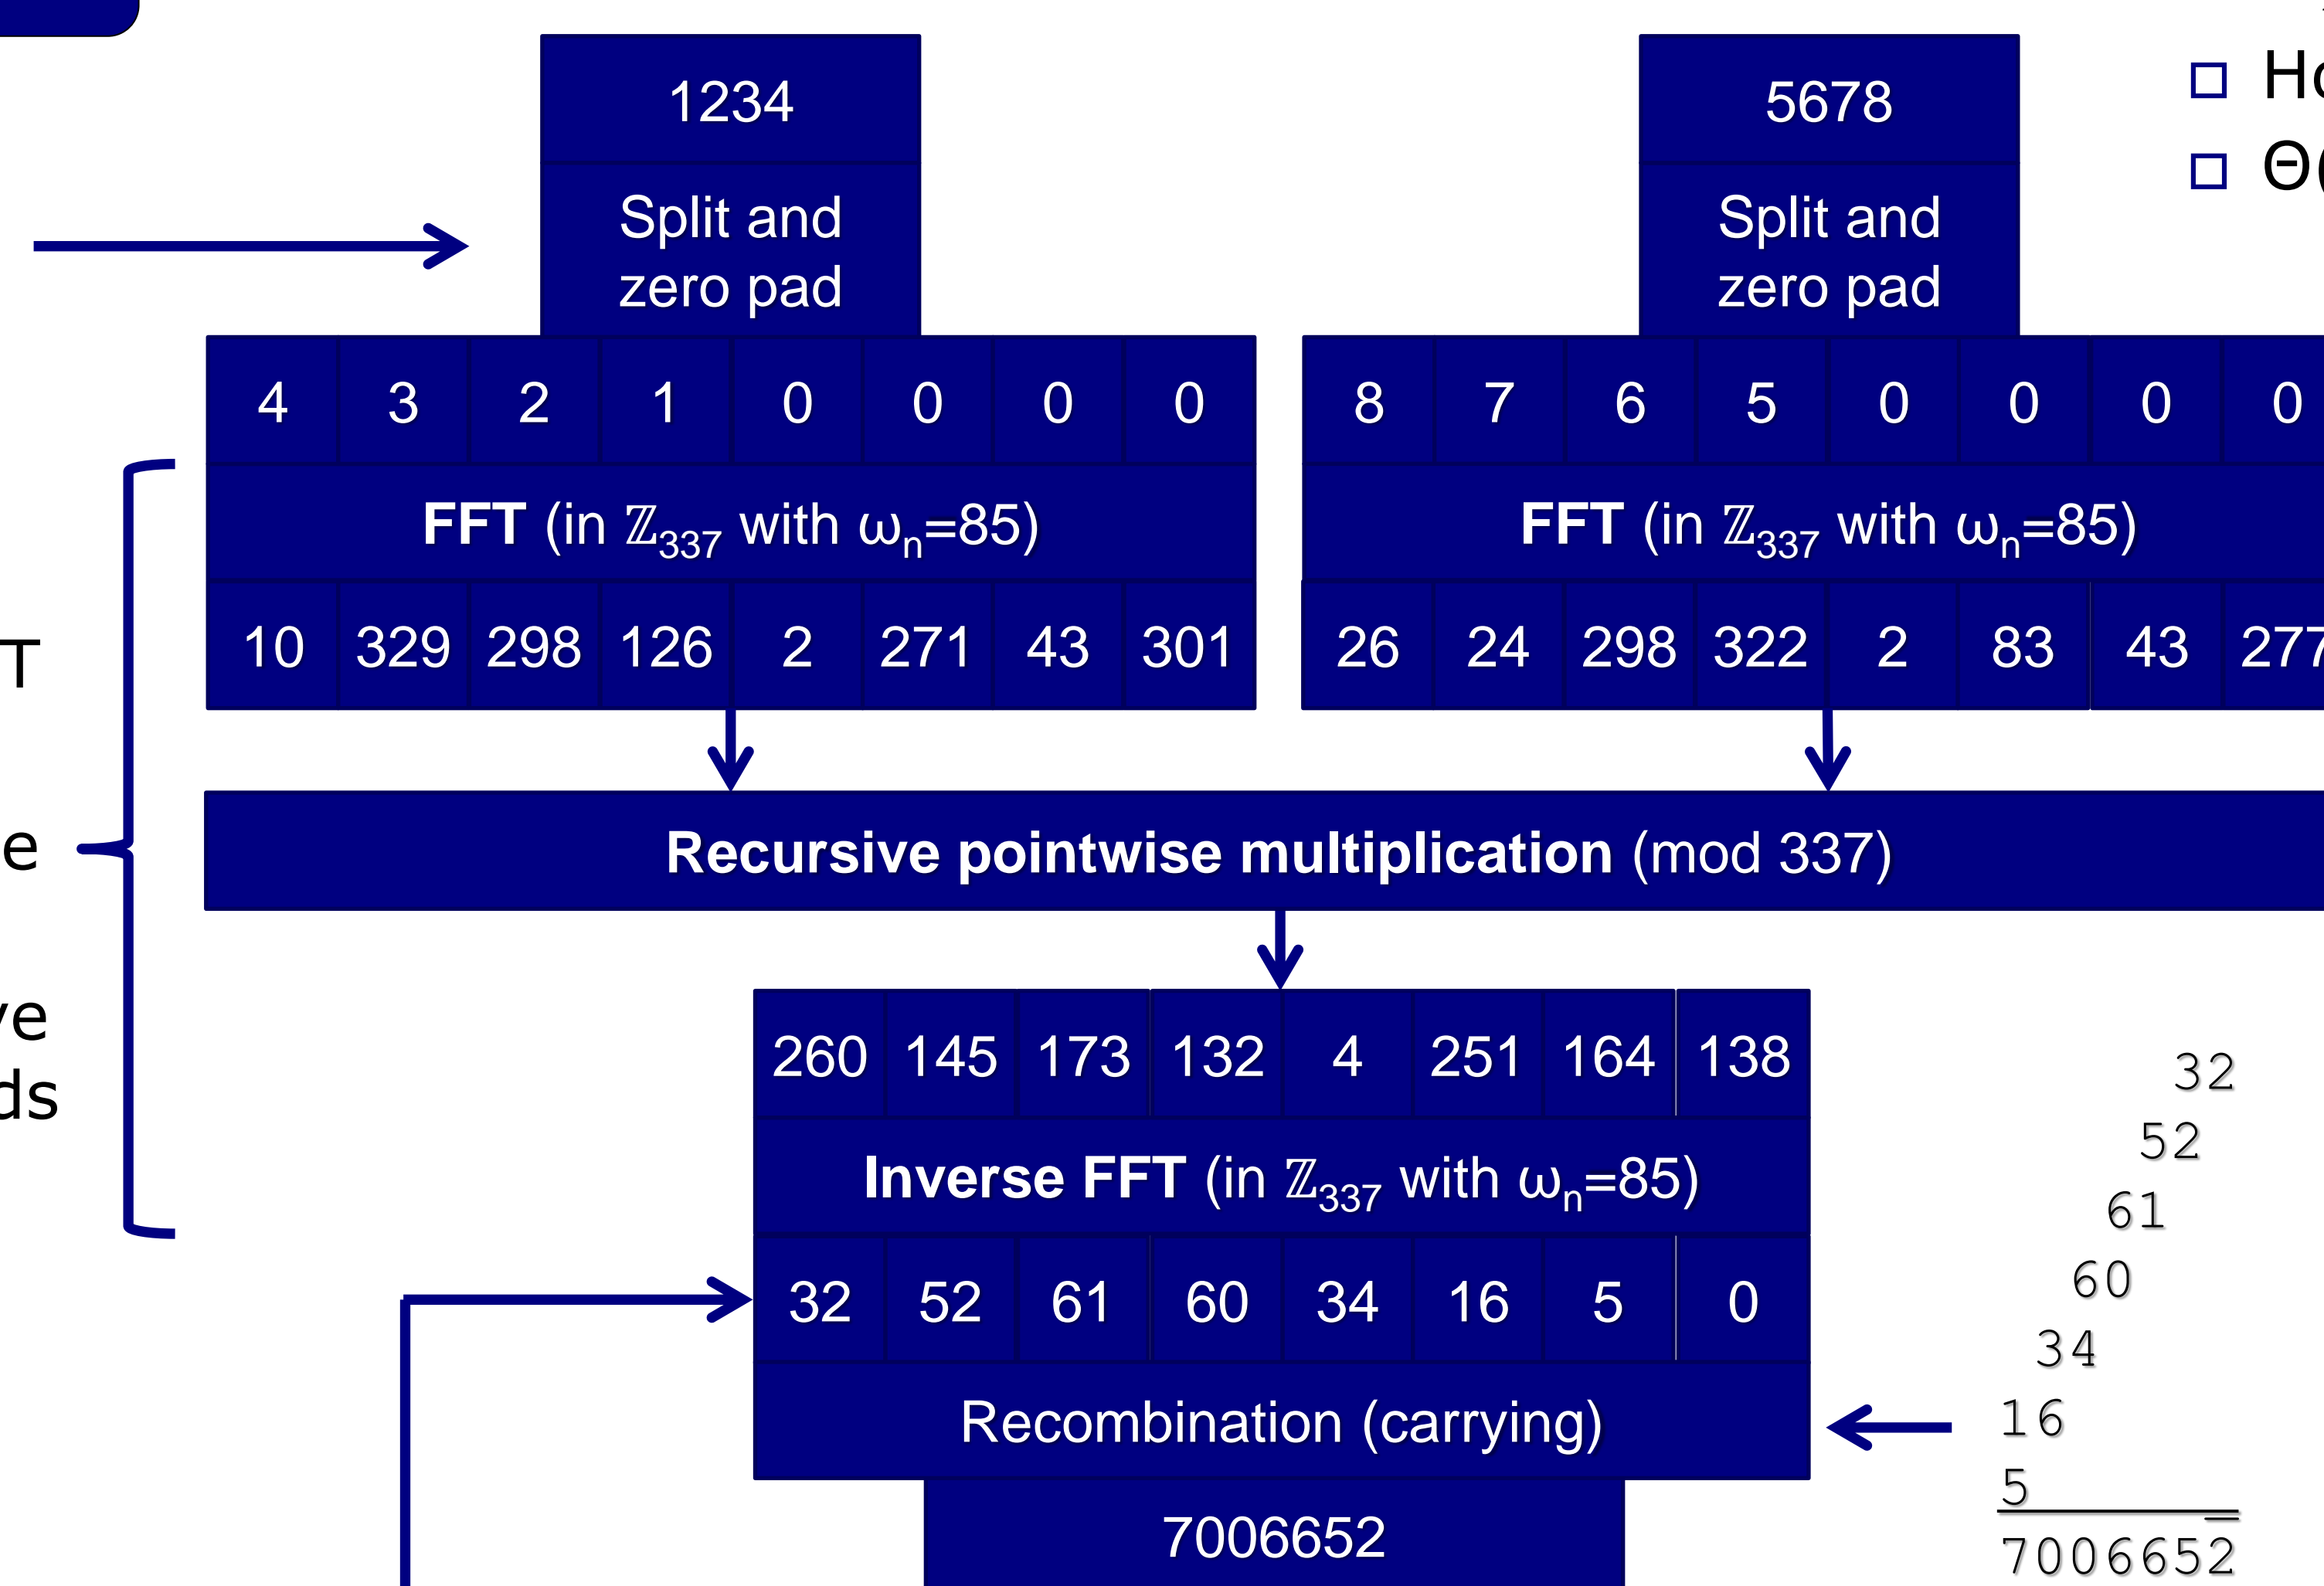 1234
5678
Split and
zero pad
Split and
zero pad
4 3 2 1 0 0 0 0
8 7 6 5 0 0 0 0
FFT (in ℤ₃₃₇ with ωₙ=85)
FFT (in ℤ₃₃₇ with ωₙ=85)
10 329 298 126 2 271 43 301
26 24 298 322 2 83 43 277
Recursive pointwise multiplication (mod 337)
260 145 173 132 4 251 164 138
Inverse FFT (in ℤ₃₃₇ with ωₙ=85)
32 52 61 60 34 16 5 0
Recombination (carrying)
7006652
32
52
61
60
34
16
5
7006652